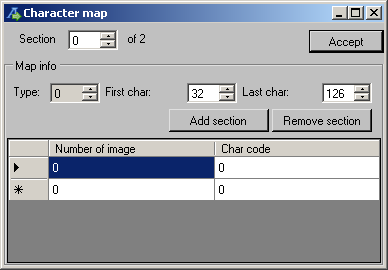 Character map
Section 0 of 2
Accept
Map info
Type: 0 First char: 32 Last char: 126
Add section Remove section
Number of image Char code
0 0
0 0